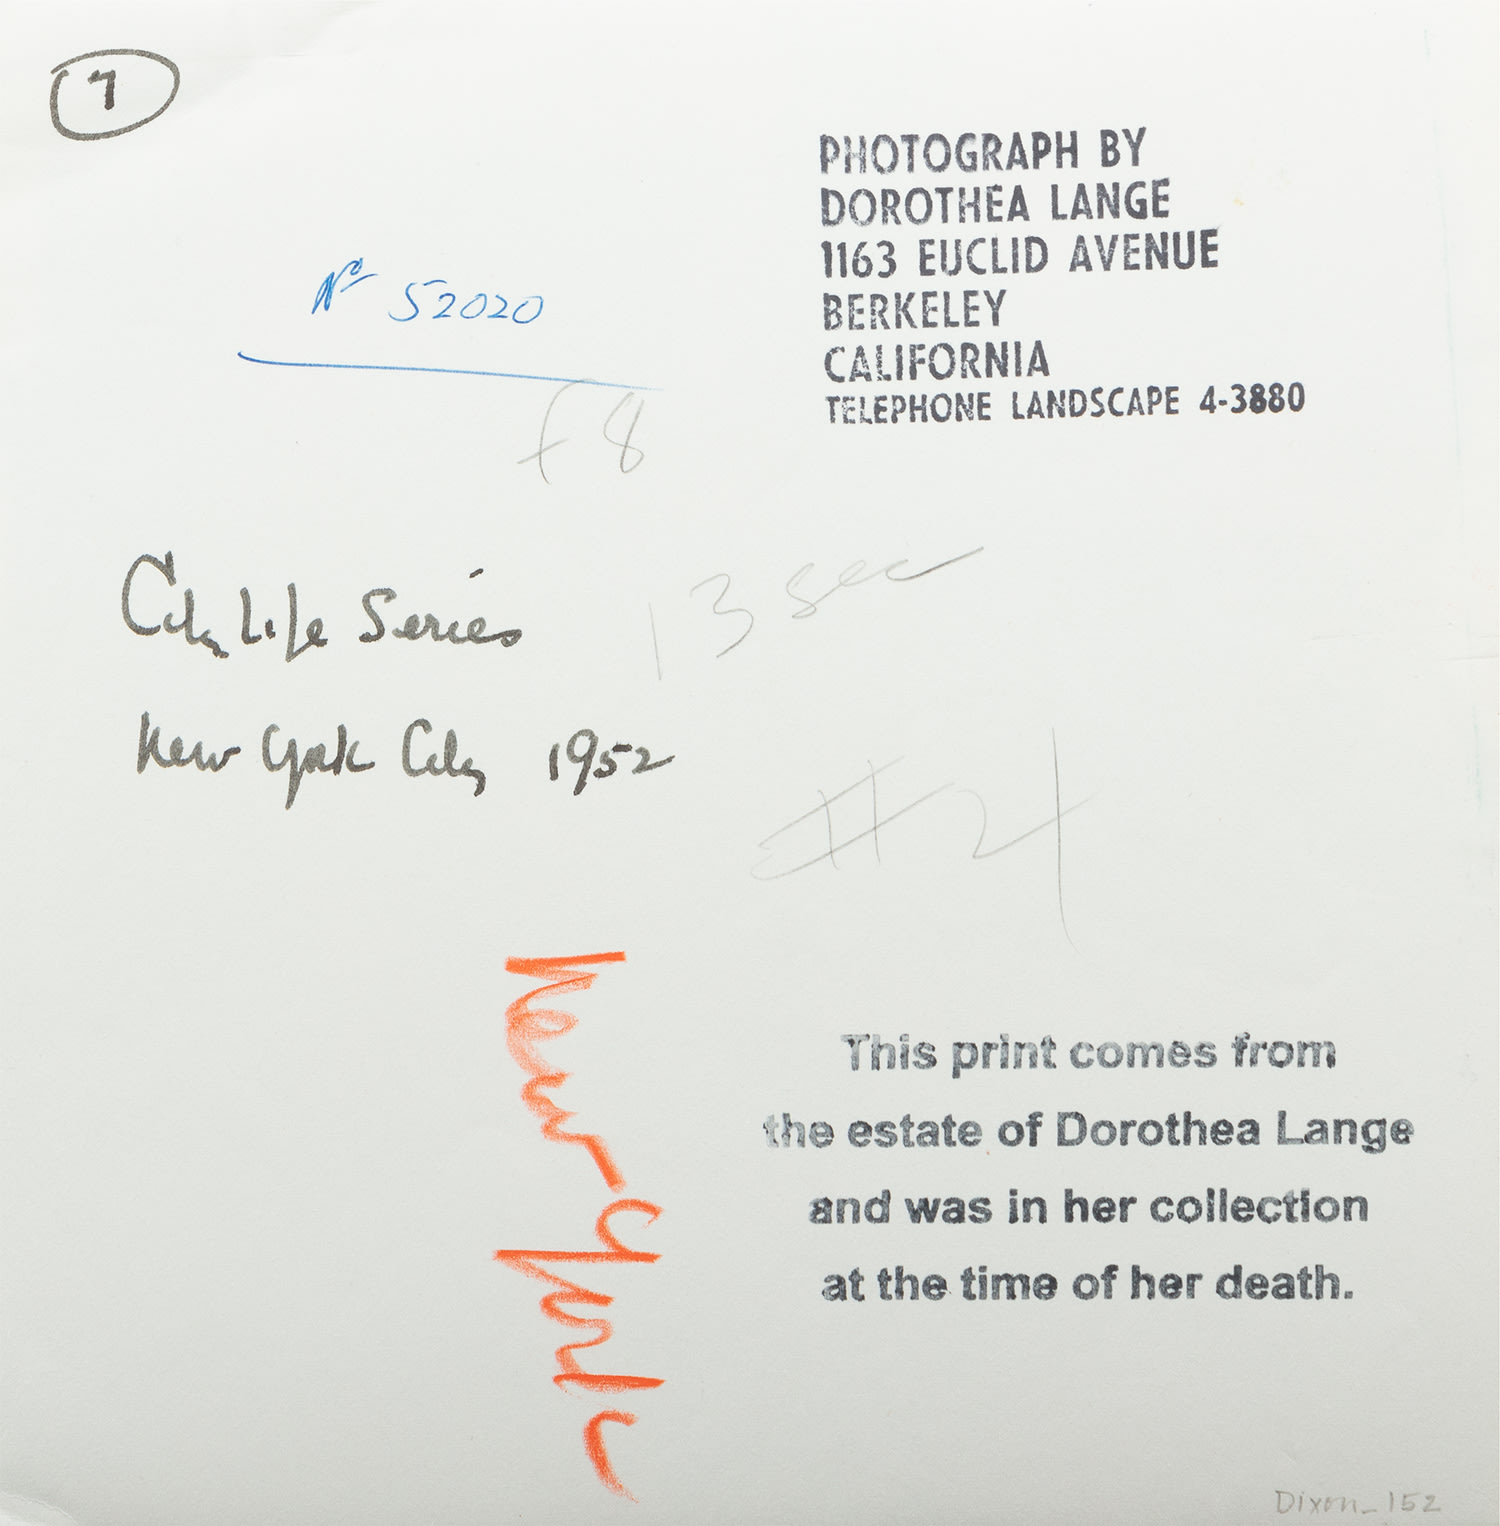 7
PHOTOGRAPH BY
DOROTHEA LANGE
1163 EUCLID AVENUE
BERKELEY
CALIFORNIA
TELEPHONE LANDSCAPE 4-3880
Nº 52020
f8
City Life Series
13 sec
New York City 1952
#24
New York
This print comes from
the estate of Dorothea Lange
and was in her collection
at the time of her death.
Dixon_152